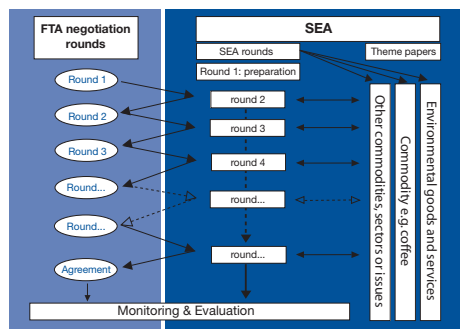 FTA negotiation
rounds
SEA
SEA rounds
Theme papers
Round 1: preparation
Round 1
Round 2
Round 3
Round...
Round...
Agreement
round 2
round 3
round 4
round...
round...
Other commodities,
sectors or issues
Commodity e.g. coffee
Environmental goods and services
Monitoring & Evaluation